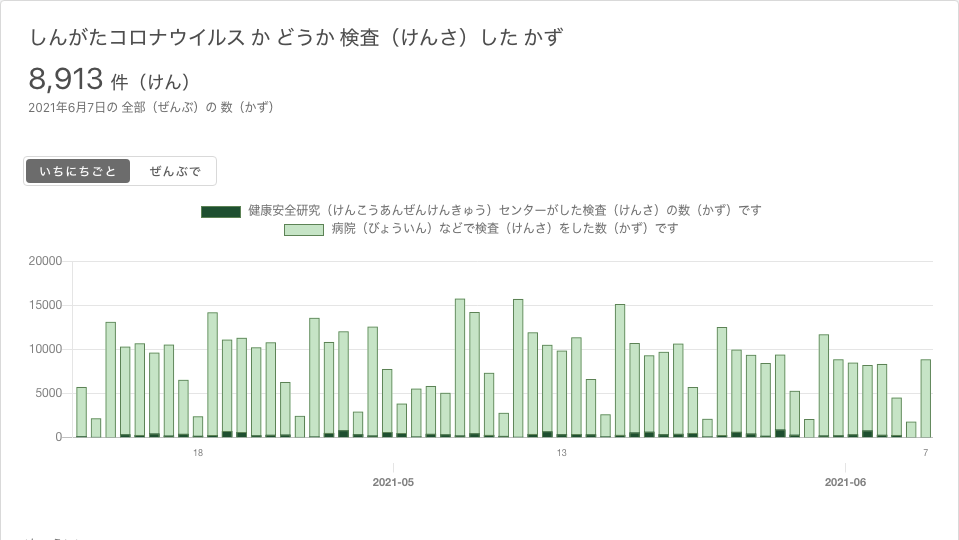 しんがたコロナウイルス か どうか 検査（けんさ）した かず
8,913 件（けん）
2021年6月7日の 全部（ぜんぶ）の 数（かず）
いちにちごと ぜんぶで
健康安全研究（けんこうあんぜんけんきゅう）センターがした検査（けんさ）の数（かず）です
病院（びょういん）などで検査（けんさ）をした数（かず）です
20000
15000
10000
5000
0
18 13 7
2021-05 2021-06